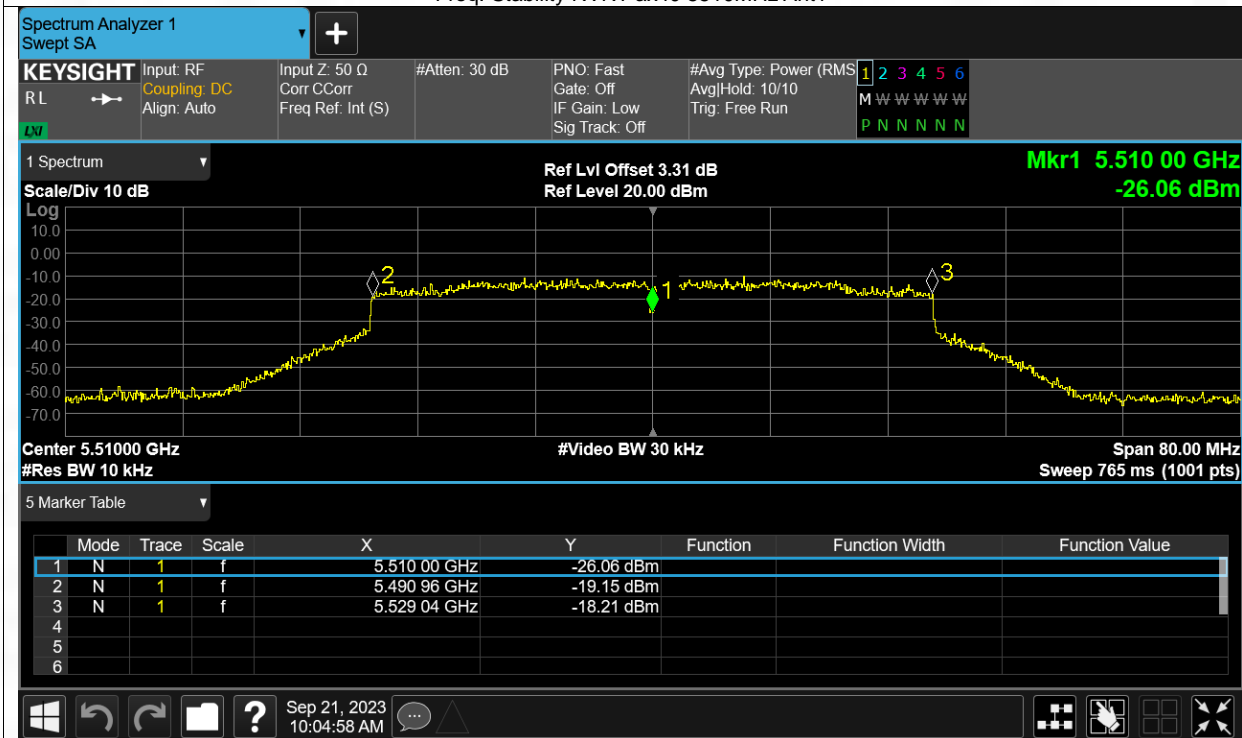 Spectrum Analyzer 1
Swept SA
KEYSIGHT Input: RF Input Z: 50 Ω #Atten: 30 dB PNO: Fast #Avg Type: Power (RMS 1 2 3 4 5 6
RL Coupling: DC Corr CCorr Gate: Off Avg|Hold: 10/10 M W W W W W
Align: Auto Freq Ref: Int (S) IF Gain: Low Trig: Free Run
LXI Sig Track: Off P N N N N N
1 Spectrum Ref Lvl Offset 3.31 dB Mkr1 5.510 00 GHz
Scale/Div 10 dB Ref Level 20.00 dBm -26.06 dBm
Log
10.0
0.00
-10.0 2 3
-20.0 1
-30.0
-40.0
-50.0
-60.0
-70.0
Center 5.51000 GHz #Video BW 30 kHz Span 80.00 MHz
#Res BW 10 kHz Sweep 765 ms (1001 pts)
5 Marker Table
Mode Trace Scale X Y Function Function Width Function Value
1 N 1 f 5.510 00 GHz -26.06 dBm
2 N 1 f 5.490 96 GHz -19.15 dBm
3 N 1 f 5.529 04 GHz -18.21 dBm
4
5
6
? Sep 21, 2023
10:04:58 AM